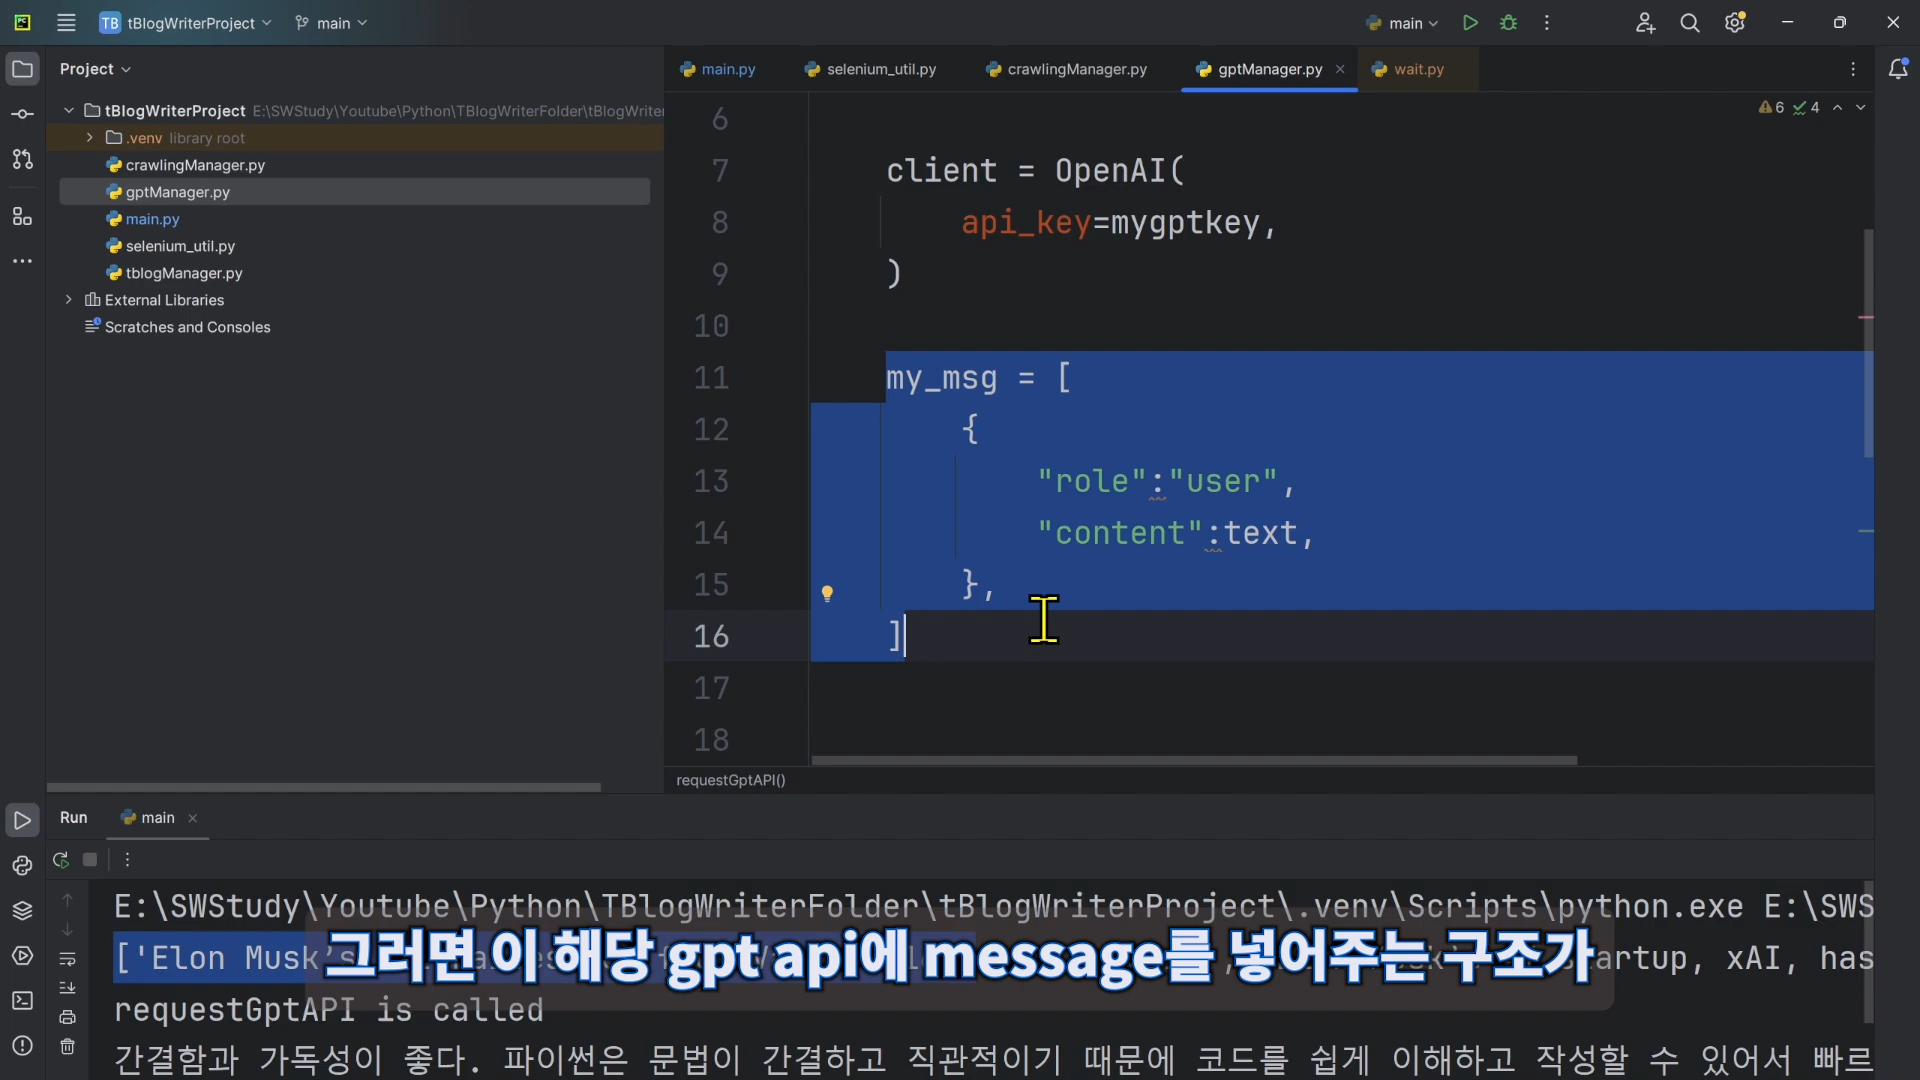 TB tBlogWriterProject main
main
Project
main.py selenium_util.py crawlingManager.py gptManager.py wait.py
tBlogWriterProject E:\SWStudy\Youtube\Python\TBlogWriterFolder\tBlogWriter
.venv library root
crawlingManager.py
gptManager.py
main.py
selenium_util.py
tblogManager.py
External Libraries
Scratches and Consoles
6 4
6
7 client = OpenAI(
8 api_key=mygptkey,
9 )
10
11 my_msg = [
12 {
13 "role":"user",
14 "content":text,
15 },
16 ]
17
18
requestGptAPI()
Run main
E:\SWStudy\Youtube\Python\TBlogWriterFolder\tBlogWriterProject\.venv\Scripts\python.exe E:\SWS
['Elon Musk's startup, xAI, has
그러면 이 해당 gpt api에 message를 넣어주는 구조가
requestGptAPI is called
간결함과 가독성이 좋다. 파이썬은 문법이 간결하고 직관적이기 때문에 코드를 쉽게 이해하고 작성할 수 있어서 빠르